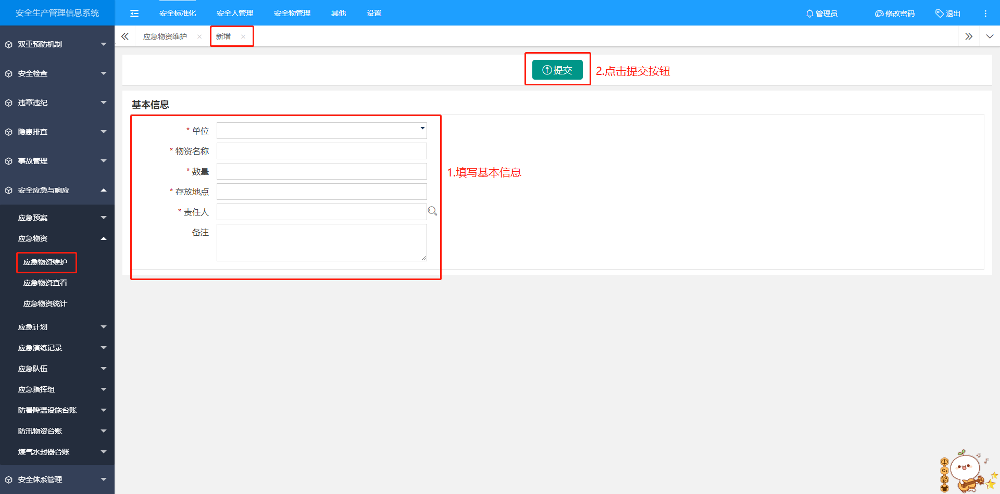 安全生产管理信息系统
安全标准化 安全人管理 安全物管理 其他 设置
管理员 修改密码 退出
双重预防机制
安全检查
违章违纪
隐患排查
事故管理
安全应急与响应
应急预案
应急物资
应急物资维护
应急物资查看
应急物资统计
应急计划
应急演练记录
应急队伍
应急指挥组
防暑降温设施台账
防汛物资台账
煤气水封器台账
安全体系管理
应急物资维护 × 新增 ×
提交
2.点击提交按钮
基本信息
* 单位
* 物资名称
* 数量
* 存放地点
* 责任人
备注
1.填写基本信息
中
简